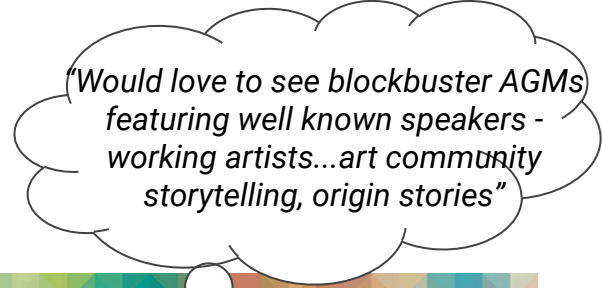 “Would love to see blockbuster AGMs
featuring well known speakers -
working artists...art community
storytelling, origin stories”